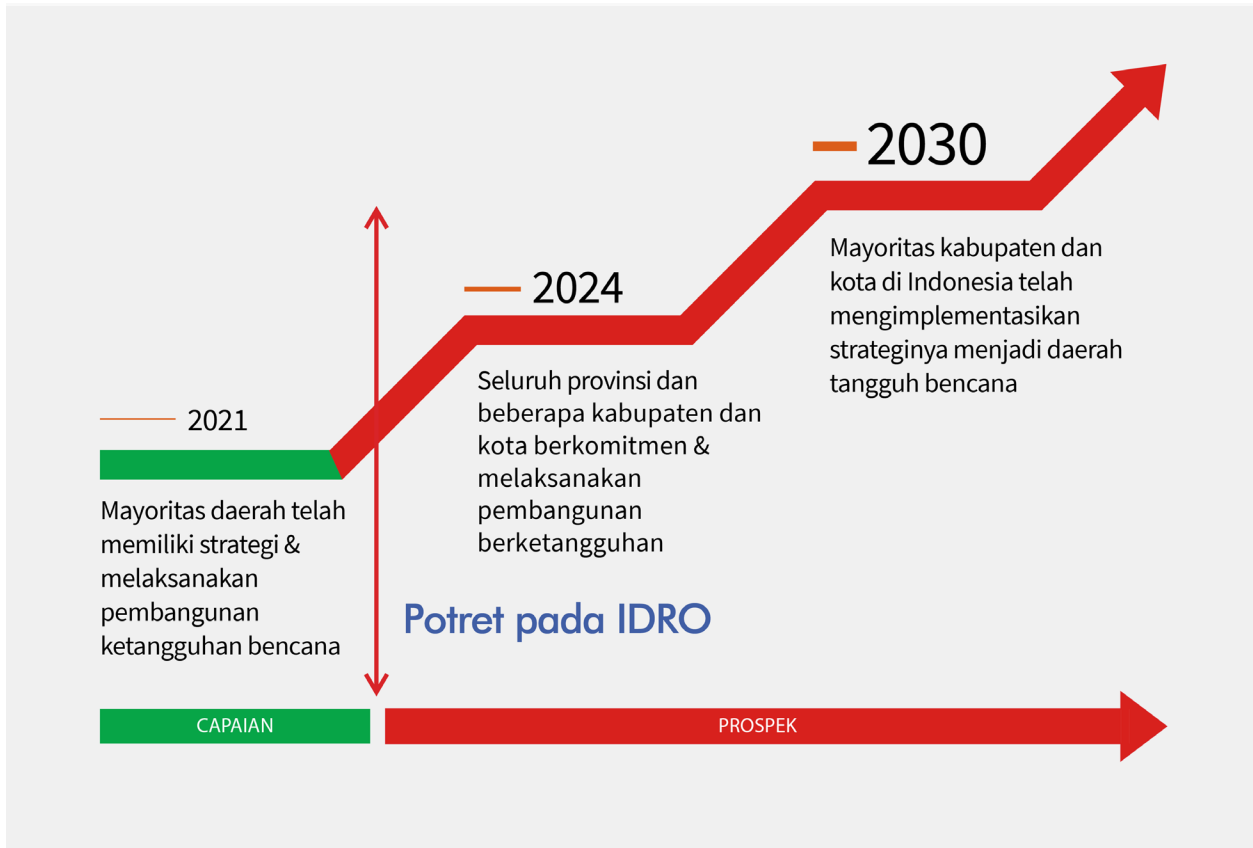 2030
Mayoritas kabupaten dan
kota di Indonesia telah
mengimplementasikan
strateginya menjadi daerah
tangguh bencana
2024
Seluruh provinsi dan
beberapa kabupaten dan
kota berkomitmen &
melaksanakan
pembangunan
berketangguhan
2021
Mayoritas daerah telah
memiliki strategi &
melaksanakan
pembangunan
ketangguhan bencana
Potret pada IDRO
CAPAIAN
PROSPEK